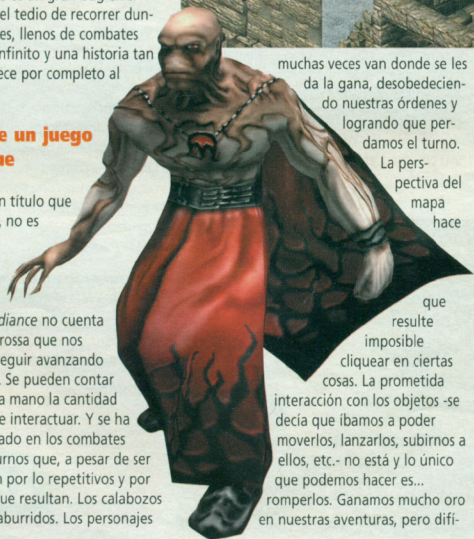 el tedio de recorrer dun-
es, llenos de combates
nfinito y una historia tan
ece por completo al
e un juego
ue
n título que
, no es
diance no cuenta
rossa que nos
eguir avanzando
. Se pueden contar
a mano la cantidad
e interactuar. Y se ha
ado en los combates
urnos que, a pesar de ser
n por lo repetitivos y por
ue resultan. Los calabozos
aburridos. Los personajes
muchas veces van donde se les
da la gana, desobedecien-
do nuestras órdenes y
logrando que per-
damos el turno.
La pers-
pectiva del
mapa
hace
que
resulte
imposible
cliquear en ciertas
cosas. La prometida
interacción con los objetos -se
decía que íbamos a poder
moverlos, lanzarlos, subirnos a
ellos, etc.- no está y lo único
que podemos hacer es...
romperlos. Ganamos mucho oro
en nuestras aventuras, pero difí-